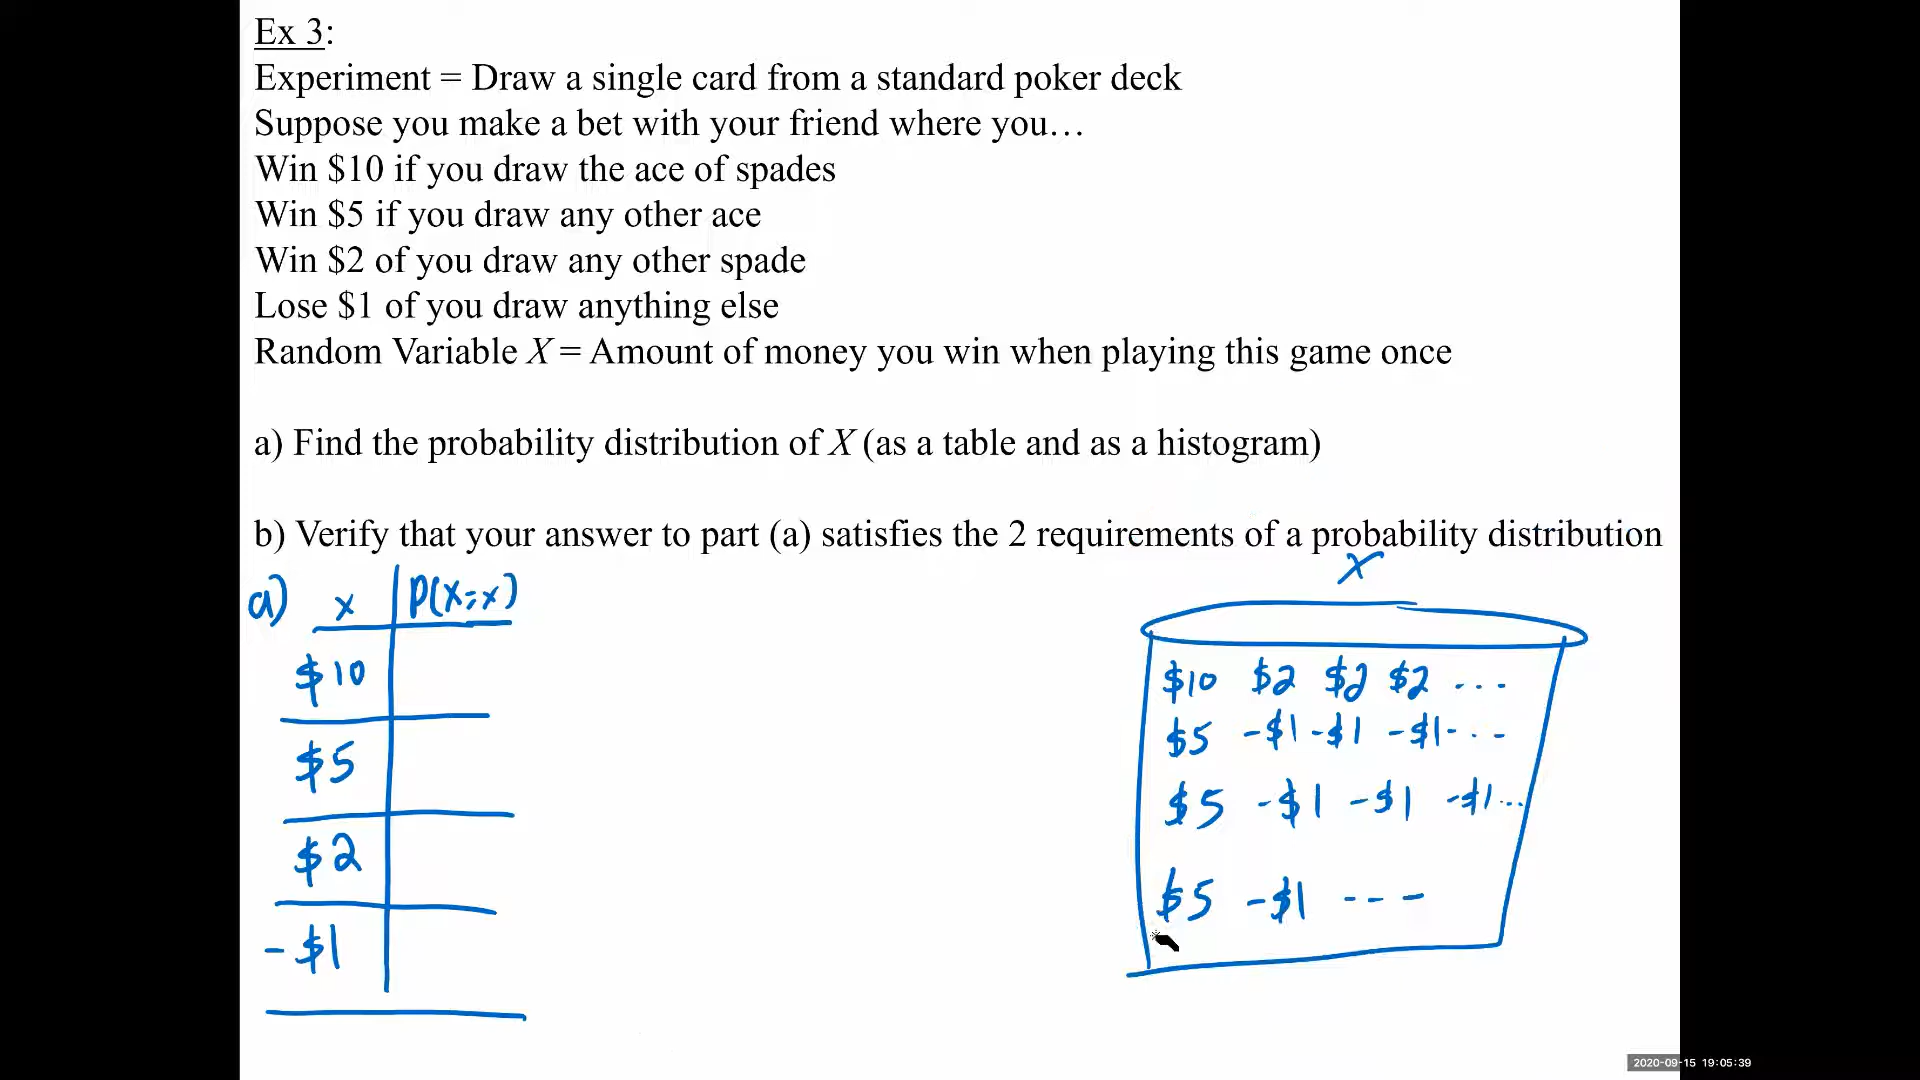 Ex 3:
Experiment = Draw a single card from a standard poker deck
Suppose you make a bet with your friend where you…
Win $10 if you draw the ace of spades
Win $5 if you draw any other ace
Win $2 of you draw any other spade
Lose $1 of you draw anything else
Random Variable X = Amount of money you win when playing this game once
a) Find the probability distribution of X (as a table and as a histogram)
b) Verify that your answer to part (a) satisfies the 2 requirements of a probability distribution
a) x P(X=x)
$10
$5
$2
-$1
X
$10 $2 $2 $2 ...
$5 -$1 -$1 -$1 ...
$5 -$1 -$1 -$1 ...
$5 -$1 ---
2020-09-15 19:05:39